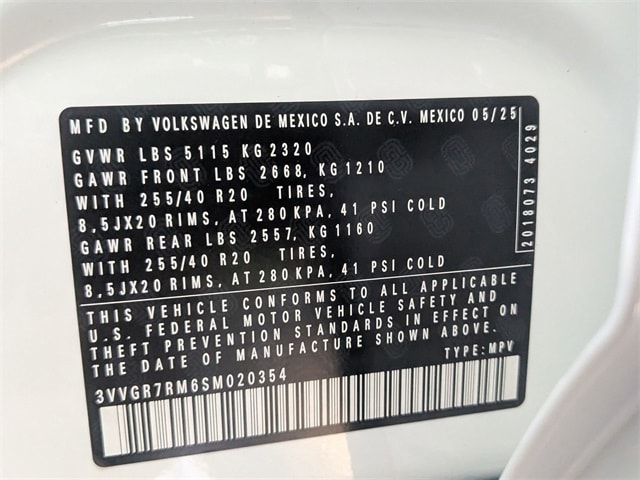 MFD BY VOLKSWAGEN DE MEXICO S.A. DE C.V. MEXICO 05/25
GVWR LBS 5115 KG 2320
GAWR FRONT LBS 2668, KG 1210
WITH 255/40 R20 TIRES,
8,5JX20 RIMS, AT 280 KPA, 41 PSI COLD
GAWR REAR LBS 2557, KG 1160
WITH 255/40 R20 TIRES,
8,5JX20 RIMS, AT 280 KPA, 41 PSI COLD
2018073 4029
THIS VEHICLE CONFORMS TO ALL APPLICABLE
U.S. FEDERAL MOTOR VEHICLE SAFETY AND
THEFT PREVENTION STANDARDS IN EFFECT ON
THE DATE OF MANUFACTURE SHOWN ABOVE.
3VVGR7RM6SM020354 TYPE: MPV